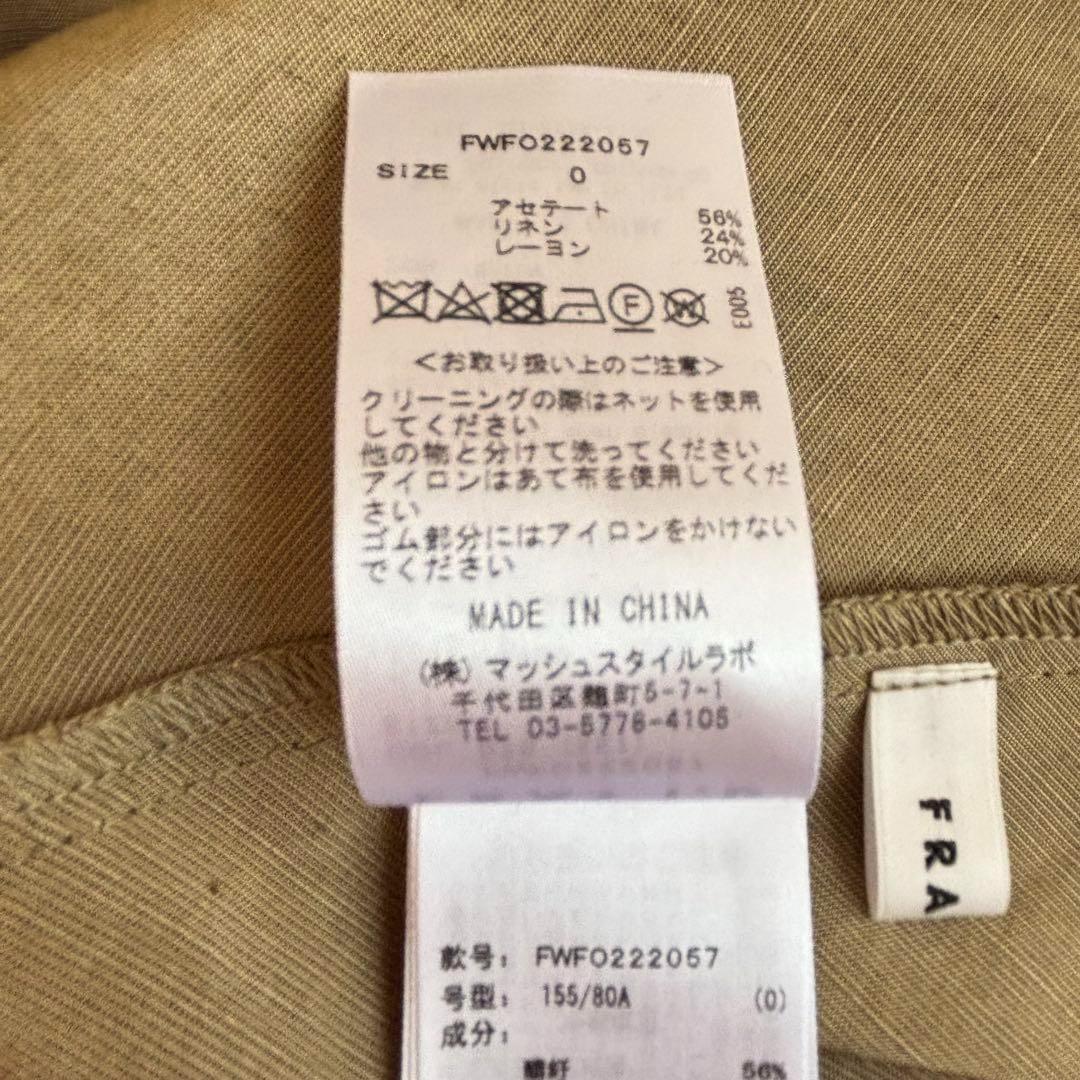 FWFO222057
SIZE 0
アセテート 56%
リネン 24%
レーヨン 20%
F W E005
<お取り扱い上のご注意>
クリーニングの際はネットを使用
してください
他の物と分けて洗ってください
アイロンはあて布を使用してくだ
さい
ゴム部分にはアイロンをかけない
でください
MADE IN CHINA
(株)マッシュスタイルラボ
千代田区麹町5-7-1
TEL 03-5778-4105
FRA
款号: FWFO222057
号型: 155/80A (0)
成分:
醋纤 56%